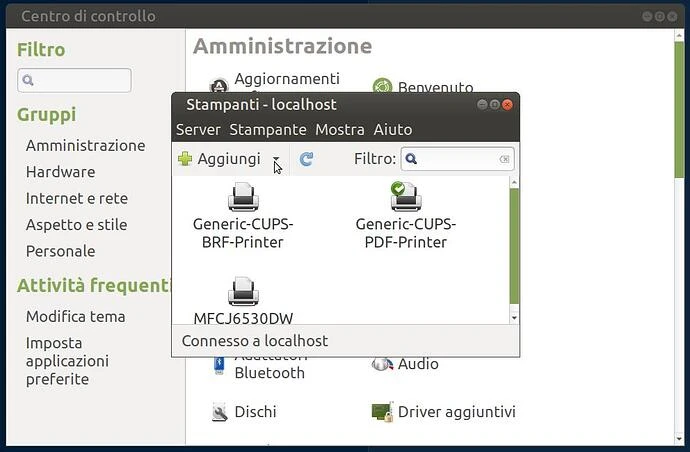 Centro di controllo
Filtro
Gruppi
Amministrazione
Hardware
Internet e rete
Aspetto e stile
Personale
Attività frequenti
Modifica tema
Imposta
applicazioni
preferite
Amministrazione
Aggiornamenti
Benvenuto
Stampanti - localhost
Server Stampante Mostra Aiuto
Aggiungi Filtro:
Generic-CUPS-
BRF-Printer
Generic-CUPS-
PDF-Printer
MFCJ6530DW
Connesso a localhost
Adattatori
Bluetooth
Audio
Dischi
Driver aggiuntivi